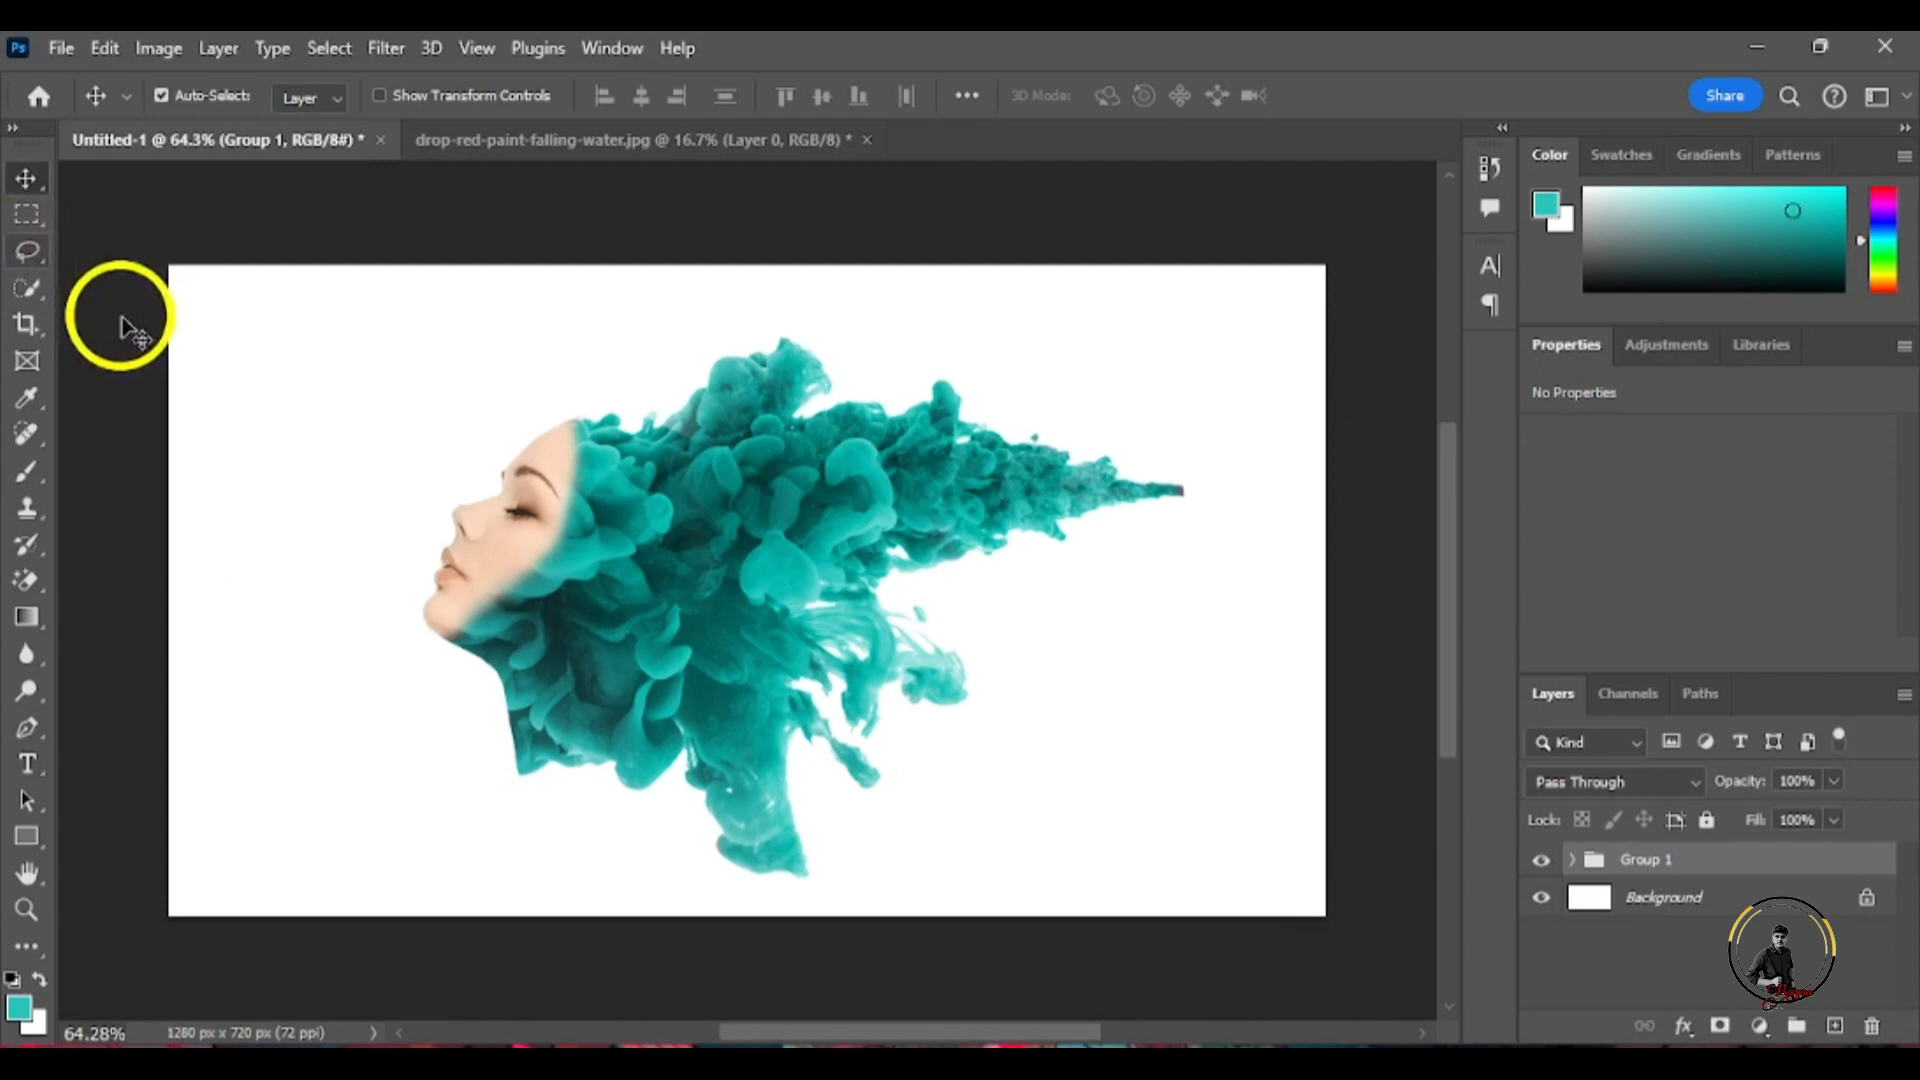 Ps File Edit Image Layer Type Select Filter 3D View Plugins Window Help
Auto-Select: Layer Show Transform Controls 3D Mode: Share
Untitled-1 @ 64.3% (Group 1, RGB/8#) * drop-red-paint-falling-water.jpg @ 16.7% (Layer 0, RGB/8) *
Color Swatches Gradients Patterns
Properties Adjustments Libraries
No Properties
Layers Channels Paths
Kind
Pass Through Opacity: 100%
Lock: Fill: 100%
Group 1
Background
64.28% 1280 px x 720 px (72 ppi)